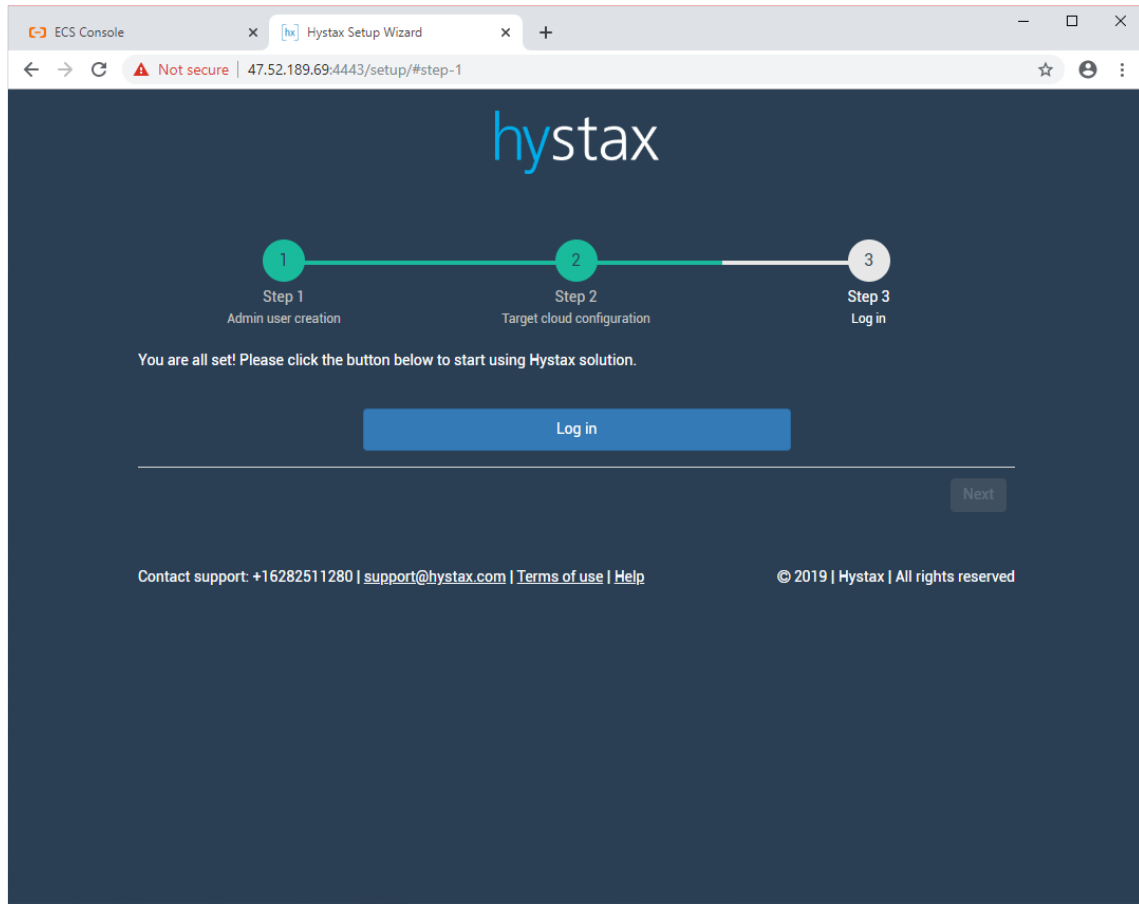 ECS Console
hx Hystax Setup Wizard
Not secure | 47.52.189.69:4443/setup/#step-1
hystax
1 2 3
Step 1 Step 2 Step 3
Admin user creation Target cloud configuration Log in
You are all set! Please click the button below to start using Hystax solution.
Log in
Next
Contact support: +16282511280 | support@hystax.com | Terms of use | Help © 2019 | Hystax | All rights reserved